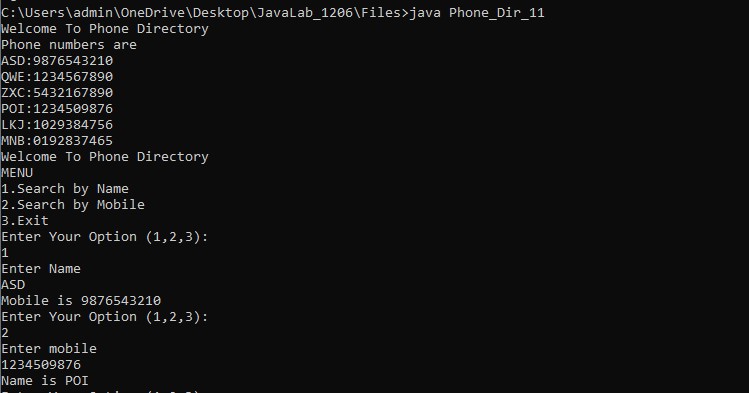 C:\Users\admin\OneDrive\Desktop\JavaLab_1206\Files>java Phone_Dir_11
Welcome To Phone Directory
Phone numbers are
ASD:9876543210
QWE:1234567890
ZXC:5432167890
POI:1234509876
LKJ:1029384756
MNB:0192837465
Welcome To Phone Directory
MENU
1.Search by Name
2.Search by Mobile
3.Exit
Enter Your Option (1,2,3):
1
Enter Name
ASD
Mobile is 9876543210
Enter Your Option (1,2,3):
2
Enter mobile
1234509876
Name is POI